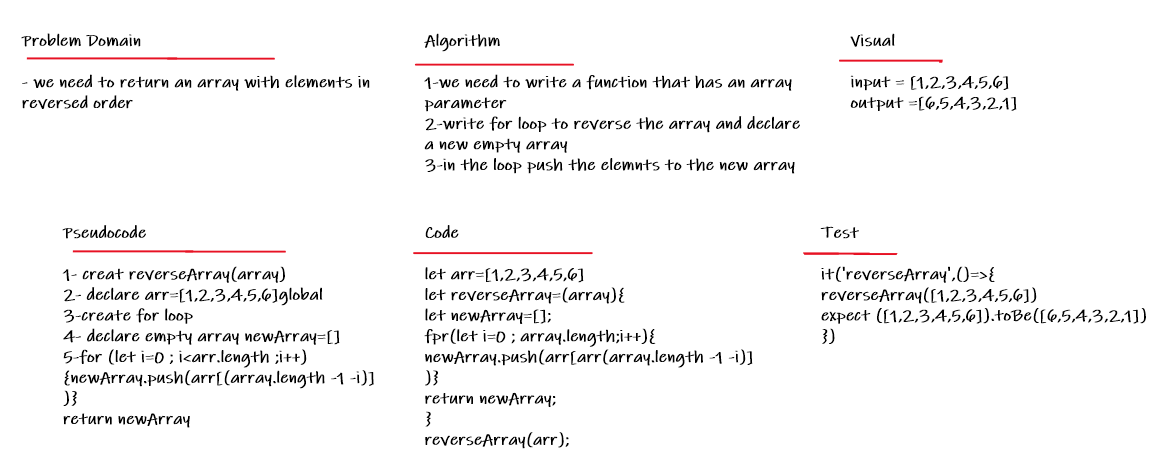 Problem Domain
- we need to return an array with elements in
reversed order
Algorithm
1-we need to write a function that has an array
parameter
2-write for loop to reverse the array and declare
a new empty array
3-in the loop push the elemnts to the new array
Visual
input = [1,2,3,4,5,6]
output =[6,5,4,3,2,1]
Pseudocode
1- creat reverseArray(array)
2- declare arr=[1,2,3,4,5,6]global
3-create for loop
4- declare empty array newArray=[]
5-for (let i=0 ; i<arr.length ;i++)
{newArray.push(arr[(array.length -1 -i)]
)}
return newArray
Code
let arr=[1,2,3,4,5,6]
let reverseArray=(array){
let newArray=[];
fpr(let i=0 ; array.length;i++){
newArray.push(arr[arr(array.length -1 -i)]
)}
return newArray;
}
reverseArray(arr);
Test
it('reverseArray',()=>{
reverseArray([1,2,3,4,5,6])
expect ([1,2,3,4,5,6]).toBe([6,5,4,3,2,1])
})